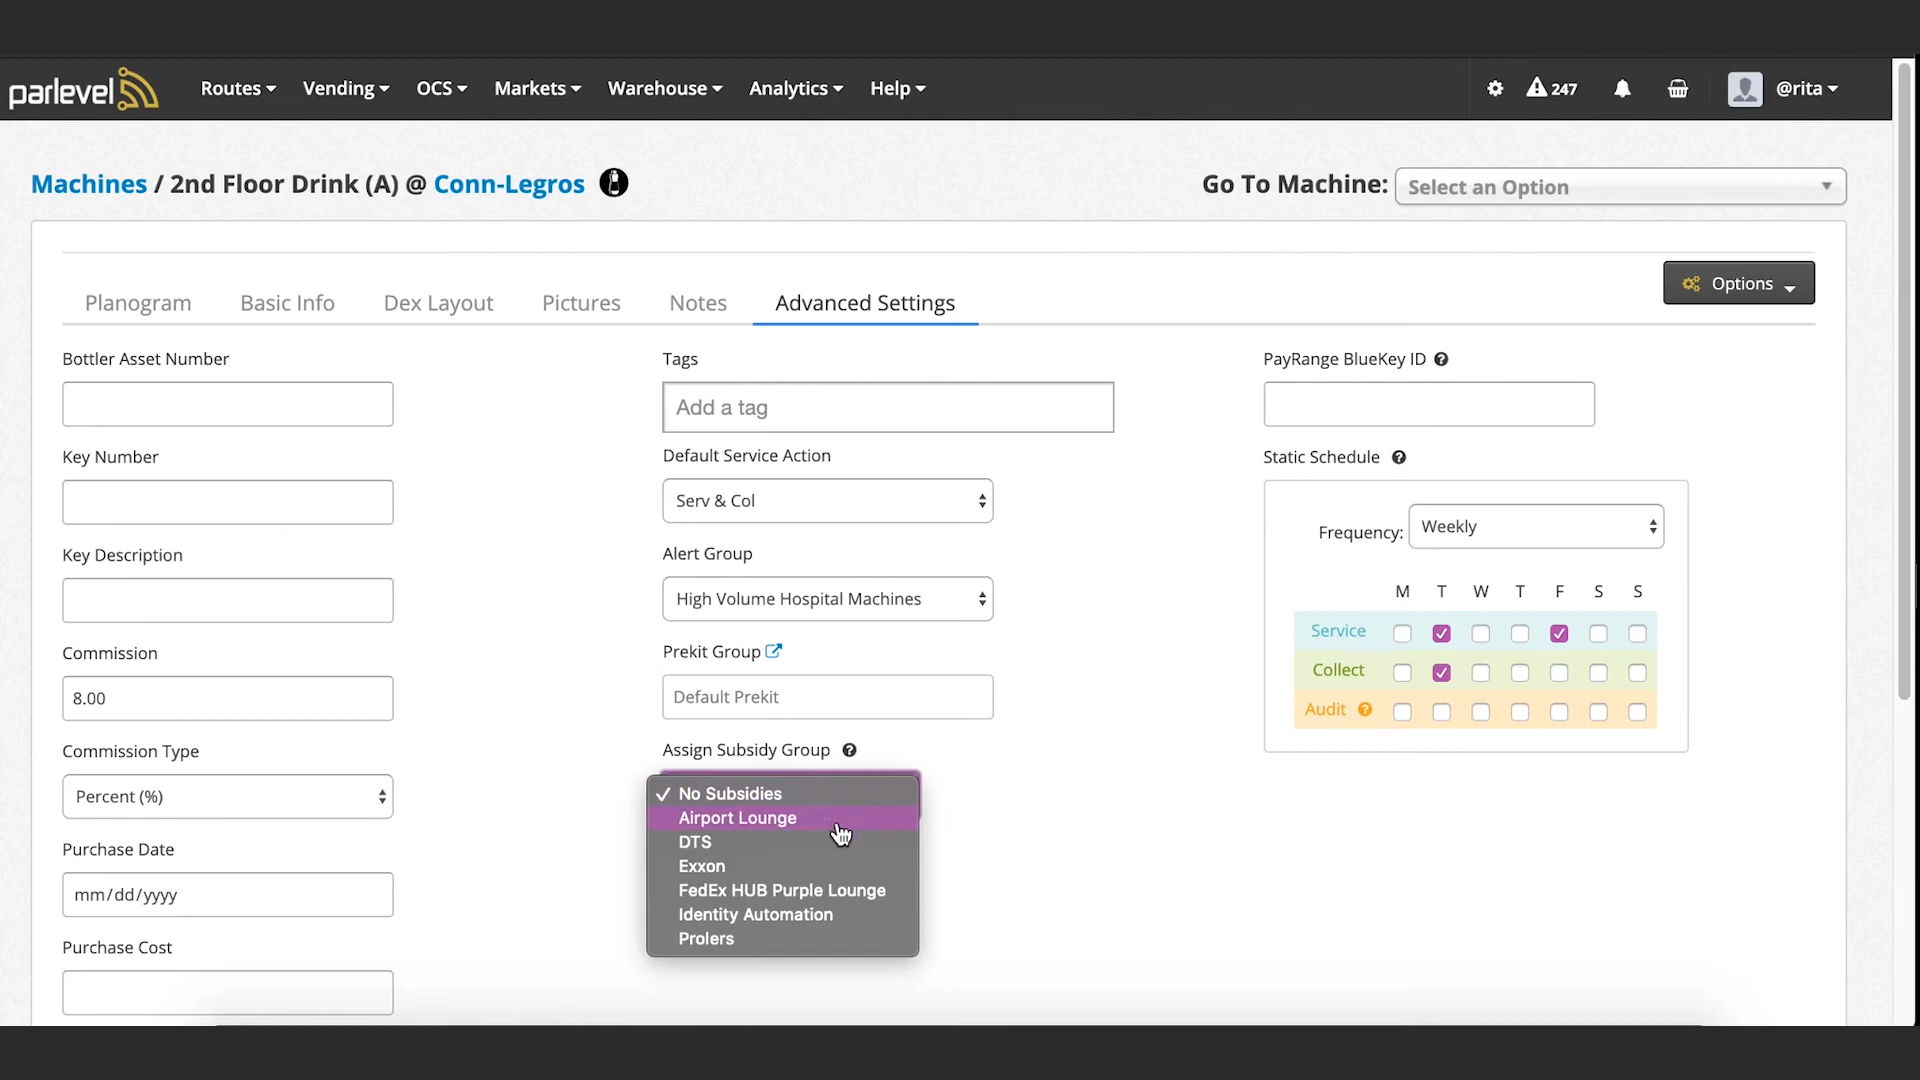 parlevel Routes Vending OCS Markets Warehouse Analytics Help 247 @rita
Machines / 2nd Floor Drink (A) @ Conn-Legros
Go To Machine: Select an Option
Options
Planogram Basic Info Dex Layout Pictures Notes Advanced Settings
Bottler Asset Number
Key Number
Key Description
Commission
8.00
Commission Type
Percent (%)
Purchase Date
mm/dd/yyyy
Purchase Cost
Tags
Add a tag
Default Service Action
Serv & Col
Alert Group
High Volume Hospital Machines
Prekit Group
Default Prekit
Assign Subsidy Group ?
✓ No Subsidies
Airport Lounge
DTS
Exxon
FedEx HUB Purple Lounge
Identity Automation
Prolers
PayRange BlueKey ID ?
Static Schedule ?
Frequency: Weekly
M T W T F S S
Service
Collect
Audit ?